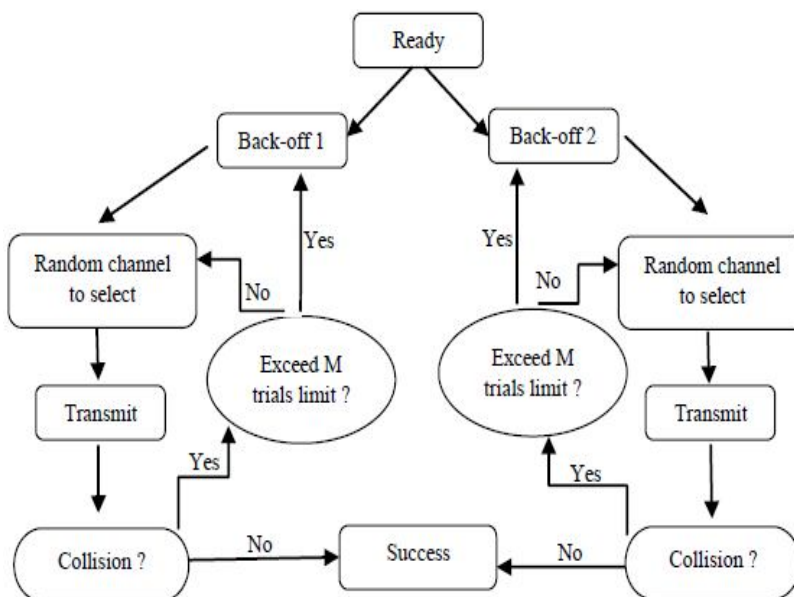 Ready
Back-off 1
Back-off 2
Yes
Yes
Random channel
to select
No
No
Random channel
to select
Exceed M
trials limit ?
Exceed M
trials limit ?
Transmit
Transmit
Yes
Yes
Collision ?
No
Success
No
Collision ?